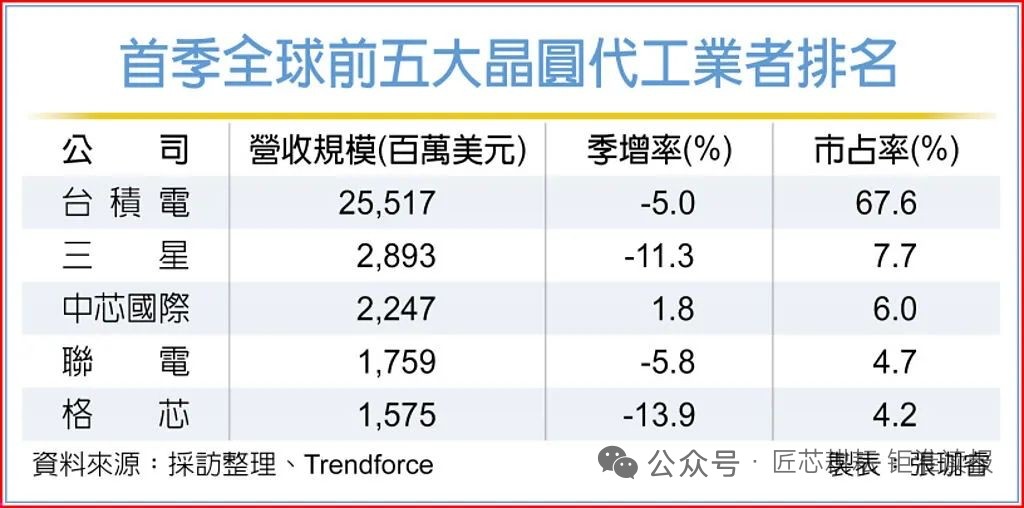 首季全球前五大晶圓代工業者排名
公司 營收規模(百萬美元) 季增率(%) 市占率(%)
台積電 25,517 -5.0 67.6
三星 2,893 -11.3 7.7
中芯國際 2,247 1.8 6.0
聯電 1,759 -5.8 4.7
格芯 1,575 -13.9 4.2
資料來源：採訪整理、Trendforce 製表：張珈睿
公众号 · 匠芯